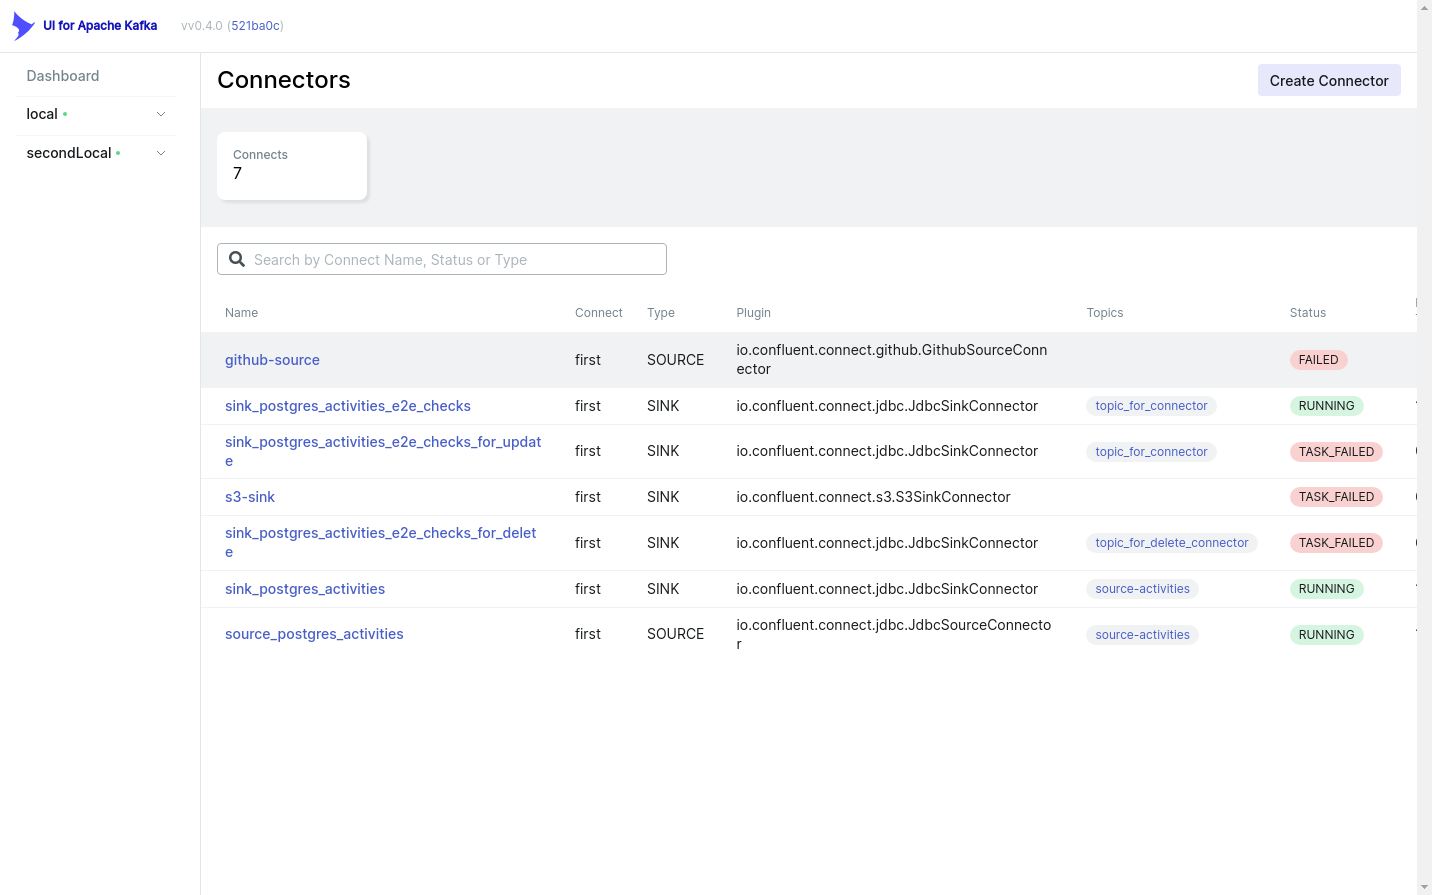 UI for Apache Kafka vv0.4.0 (521ba0c)
Dashboard
local
secondLocal
Connectors
Create Connector
Connects
7
Search by Connect Name, Status or Type
Name Connect Type Plugin Topics Status
github-source first SOURCE io.confluent.connect.github.GithubSourceConn
ector FAILED
sink_postgres_activities_e2e_checks first SINK io.confluent.connect.jdbc.JdbcSinkConnector topic_for_connector RUNNING
sink_postgres_activities_e2e_checks_for_updat
e first SINK io.confluent.connect.jdbc.JdbcSinkConnector topic_for_connector TASK_FAILED
s3-sink first SINK io.confluent.connect.s3.S3SinkConnector TASK_FAILED
sink_postgres_activities_e2e_checks_for_delet
e first SINK io.confluent.connect.jdbc.JdbcSinkConnector topic_for_delete_connector TASK_FAILED
sink_postgres_activities first SINK io.confluent.connect.jdbc.JdbcSinkConnector source-activities RUNNING
source_postgres_activities first SOURCE io.confluent.connect.jdbc.JdbcSourceConnecto
r source-activities RUNNING